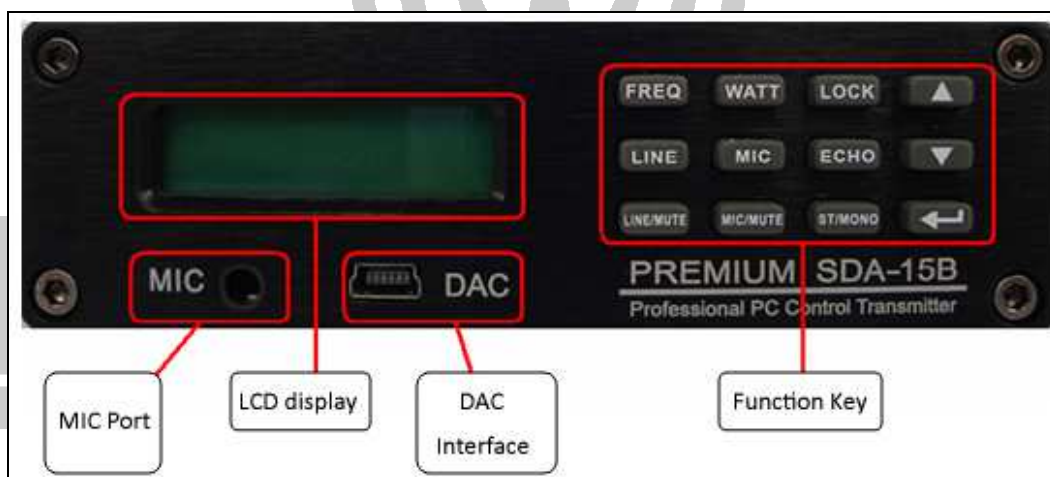 FREQ WATT LOCK ▲
LINE MIC ECHO ▼
LINE/MUTE MIC/MUTE ST/MONO
MIC
DAC
PREMIUM SDA-15B
Professional PC Control Transmitter
MIC Port
LCD display
DAC
Interface
Function Key